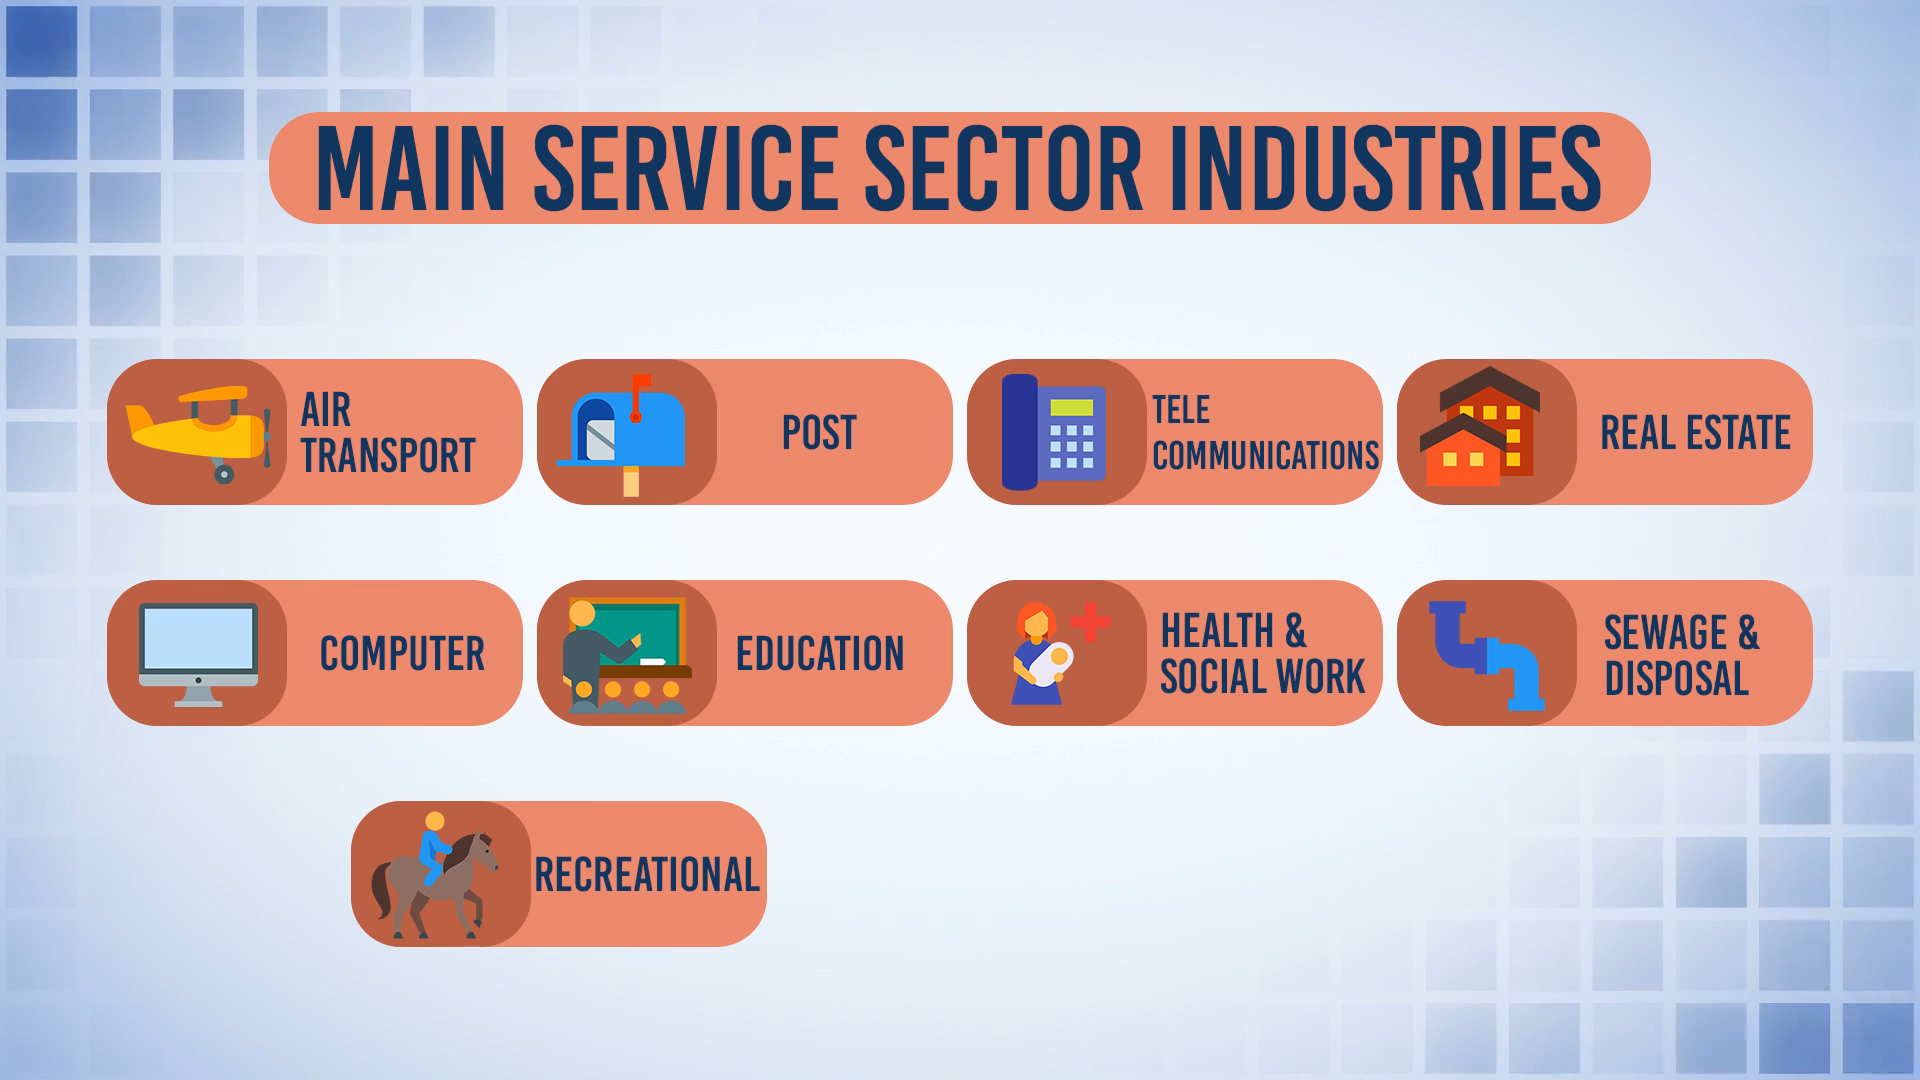 MAIN SERVICE SECTOR INDUSTRIES
AIR
TRANSPORT
POST
TELE
COMMUNICATIONS
REAL ESTATE
COMPUTER
EDUCATION
HEALTH &
SOCIAL WORK
SEWAGE &
DISPOSAL
RECREATIONAL